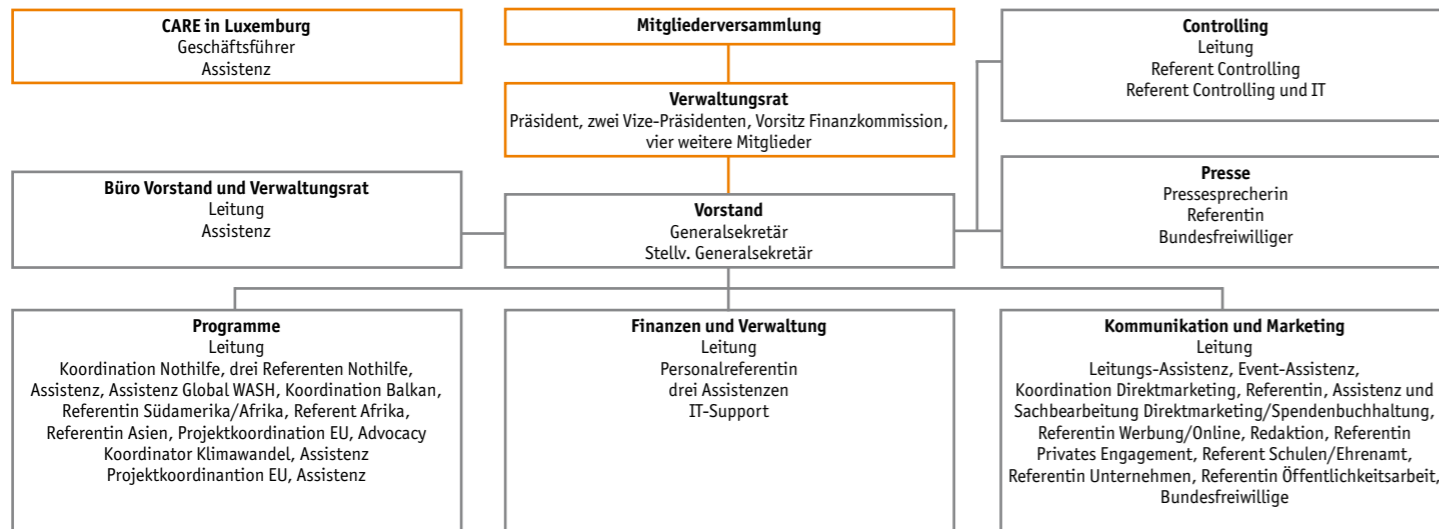 CARE in Luxemburg
Geschäftsführer
Assistenz
Mitgliederversammlung
Controlling
Leitung
Referent Controlling
Referent Controlling und IT
Verwaltungsrat
Präsident, zwei Vize-Präsidenten, Vorsitz Finanzkommission,
vier weitere Mitglieder
Büro Vorstand und Verwaltungsrat
Leitung
Assistenz
Vorstand
Generalsekretär
Stellv. Generalsekretär
Presse
Pressesprecherin
Referentin
Bundesfreiwilliger
Programme
Leitung
Koordination Nothilfe, drei Referenten Nothilfe,
Assistenz, Assistenz Global WASH, Koordination Balkan,
Referentin Südamerika/Afrika, Referent Afrika,
Referentin Asien, Projektkoordination EU, Advocacy
Koordinator Klimawandel, Assistenz
Projektkoordinantion EU, Assistenz
Finanzen und Verwaltung
Leitung
Personalreferentin
drei Assistenzen
IT-Support
Kommunikation und Marketing
Leitung
Leitungs-Assistenz, Event-Assistenz,
Koordination Direktmarketing, Referentin, Assistenz und
Sachbearbeitung Direktmarketing/Spendenbuchhaltung,
Referentin Werbung/Online, Redaktion, Referentin
Privates Engagement, Referent Schulen/Ehrenamt,
Referentin Unternehmen, Referentin Öffentlichkeitsarbeit,
Bundesfreiwillige